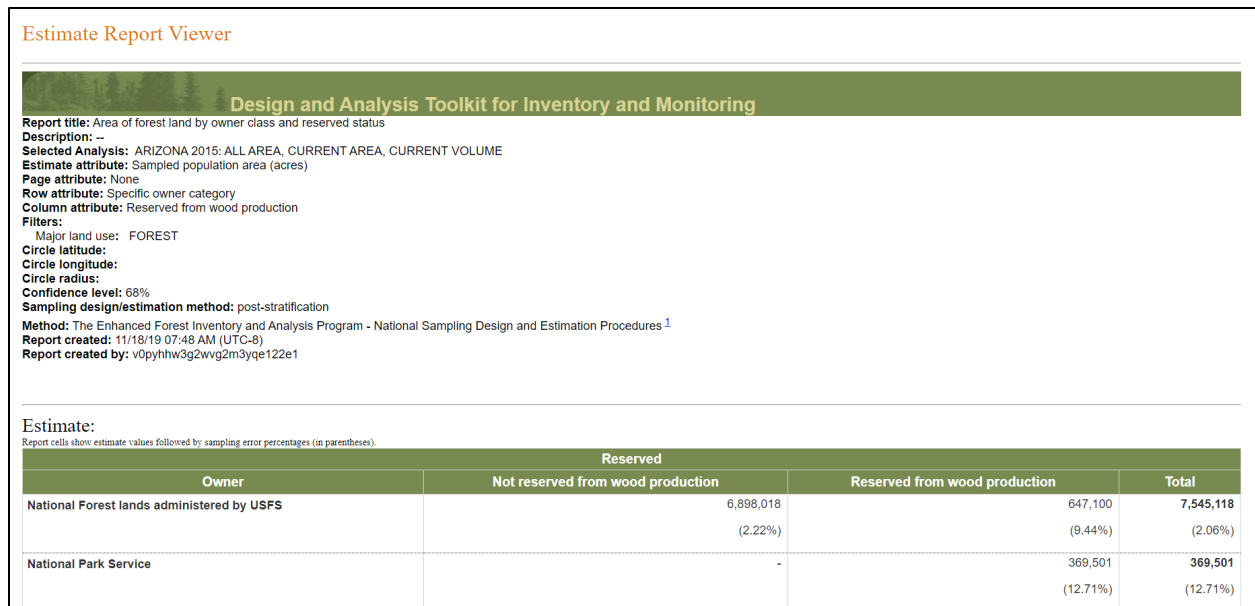 Estimate Report Viewer
Design and Analysis Toolkit for Inventory and Monitoring
Report title: Area of forest land by owner class and reserved status
Description: --
Selected Analysis: ARIZONA 2015: ALL AREA, CURRENT AREA, CURRENT VOLUME
Estimate attribute: Sampled population area (acres)
Page attribute: None
Row attribute: Specific owner category
Column attribute: Reserved from wood production
Filters:
Major land use: FOREST
Circle latitude:
Circle longitude:
Circle radius:
Confidence level: 68%
Sampling design/estimation method: post-stratification
Method: The Enhanced Forest Inventory and Analysis Program - National Sampling Design and Estimation Procedures 1
Report created: 11/18/19 07:48 AM (UTC-8)
Report created by: v0pyhhw3g2wvg2m3yqe122e1
Estimate:
Report cells show estimate values followed by sampling error percentages (in parentheses).
Reserved
Owner Not reserved from wood production Reserved from wood production Total
National Forest lands administered by USFS 6,898,018 647,100 7,545,118
(2.22%) (9.44%) (2.06%)
National Park Service - 369,501 369,501
(12.71%) (12.71%)